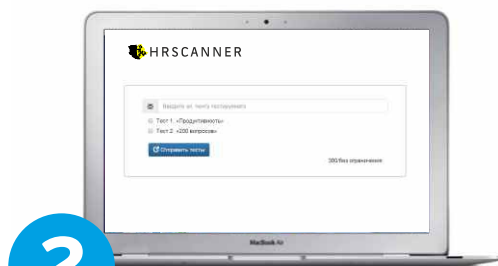 HRSCANNER
Введите эл. почту тестируемого
Тест 1. «Продуктивность»
Тест 2. «200 вопросов»
Отправить тесты
350/без ограничения
MacBook Air
2